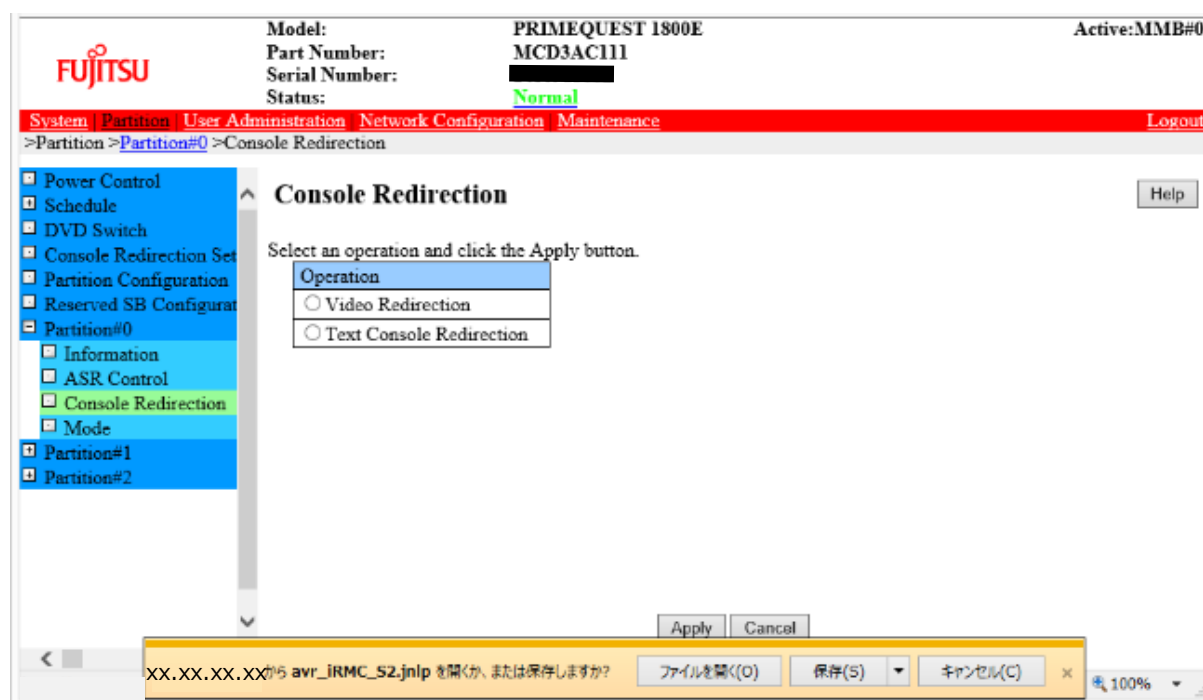 FUJITSU
Model: PRIMEQUEST 1800E Active:MMB#0
Part Number: MCD3AC111
Serial Number:
Status: Normal
System | Partition | User Administration | Network Configuration | Maintenance Logout
>Partition >Partition#0 >Console Redirection
Power Control
Schedule
DVD Switch
Console Redirection Set
Partition Configuration
Reserved SB Configurat
Partition#0
Information
ASR Control
Console Redirection
Mode
Partition#1
Partition#2
Console Redirection Help
Select an operation and click the Apply button.
Operation
Video Redirection
Text Console Redirection
Apply Cancel
xx.xx.xx.xxから avr_iRMC_S2.jnlp を開くか、または保存しますか? ファイルを開く(O) 保存(S) キャンセル(C) ×
100%